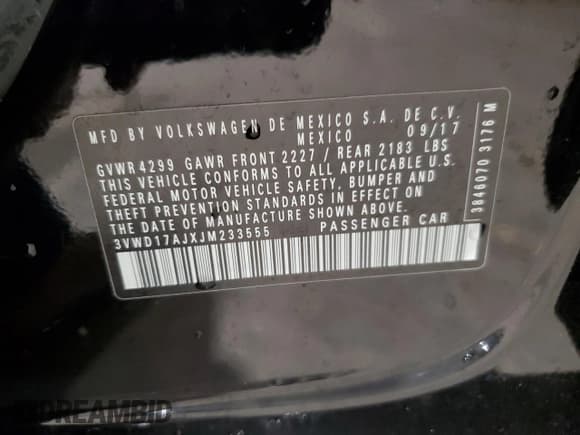 MFD BY VOLKSWAGEN DE MEXICO S.A. DE C.V.
MEXICO 09/17
GVWR 4299 GAWR FRONT 2227 / REAR 2183 LBS
THIS VEHICLE CONFORMS TO ALL APPLICABLE U.S.
FEDERAL MOTOR VEHICLE SAFETY, BUMPER AND
THEFT PREVENTION STANDARDS IN EFFECT ON
THE DATE OF MANUFACTURE SHOWN ABOVE.
3VWD17AJXJM233555 PASSENGER CAR
3846070 3176 M
DREAMBID